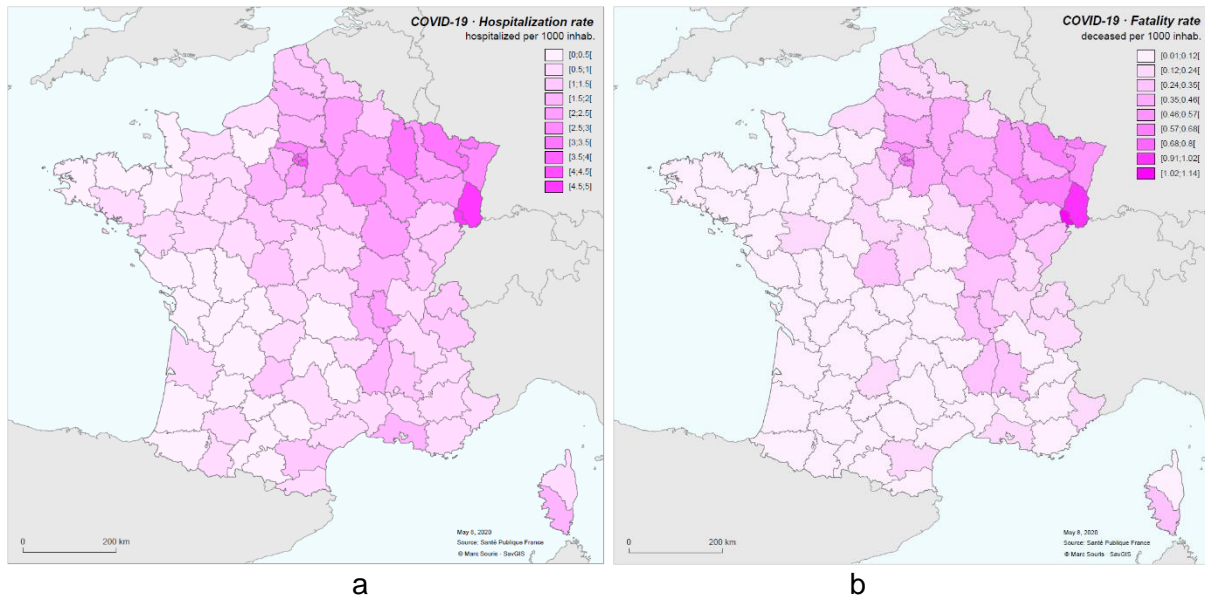 COVID-19 · Hospitalization rate
hospitalized per 1000 inhab.
[0;0.5[
[0.5;1[
[1;1.5[
[1.5;2[
[2;2.5[
[2.5;3[
[3;3.5[
[3.5;4[
[4;4.5[
[4.5;5]
May 8, 2020
Source: Santé Publique France
© Marc Souris - SavGIS
0 200 km
a
COVID-19 · Fatality rate
deceased per 1000 inhab.
[0.01;0.12[
[0.12;0.24[
[0.24;0.35[
[0.35;0.46[
[0.46;0.57[
[0.57;0.68[
[0.68;0.8[
[0.91;1.02[
[1.02;1.14[
May 8, 2020
Source: Santé Publique France
© Marc Souris - SavGIS
0 200 km
b